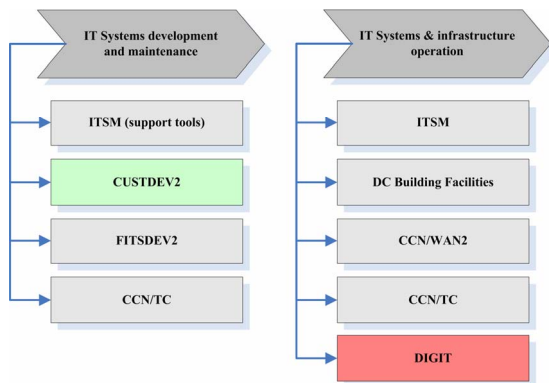 IT Systems development
and maintenance
ITSM (support tools)
CUSTDEV2
FITSDEV2
CCN/TC
IT Systems & infrastructure
operation
ITSM
DC Building Facilities
CCN/WAN2
CCN/TC
DIGIT